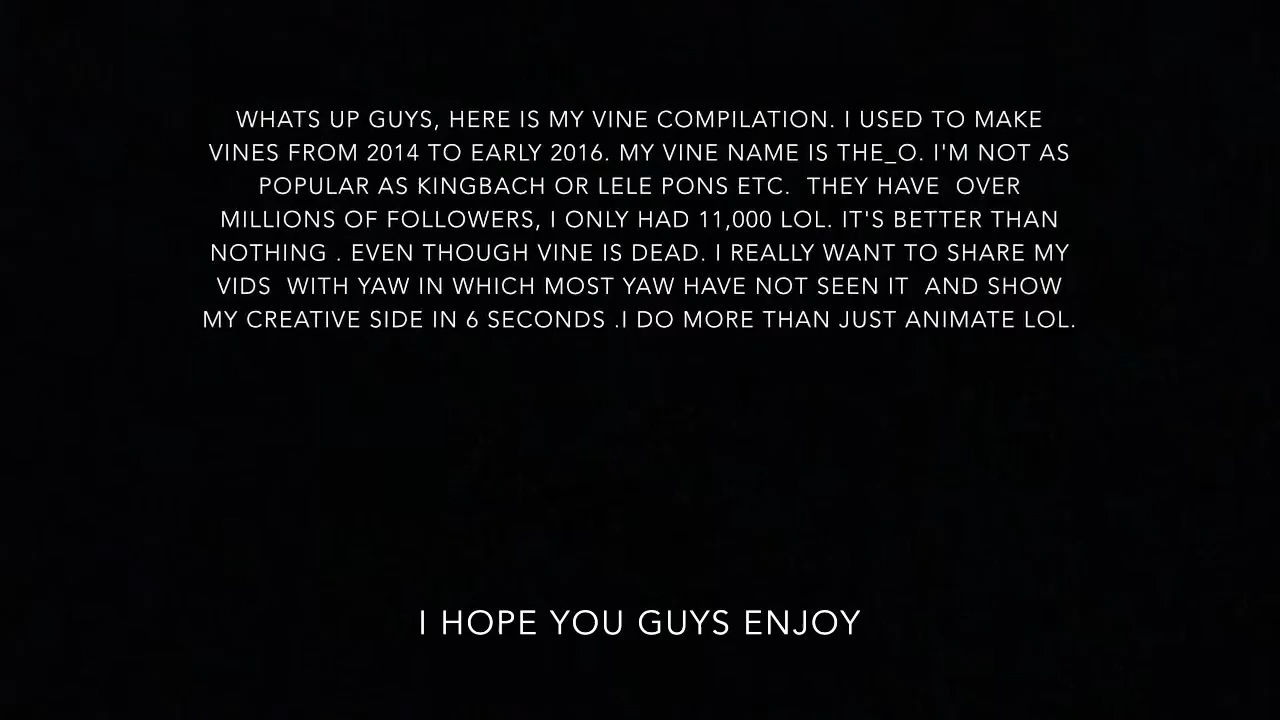 WHATS UP GUYS, HERE IS MY VINE COMPILATION. I USED TO MAKE
VINES FROM 2014 TO EARLY 2016. MY VINE NAME IS THE_O. I'M NOT AS
POPULAR AS KINGBACH OR LELE PONS ETC.  THEY HAVE  OVER
MILLIONS OF FOLLOWERS, I ONLY HAD 11,000 LOL. IT'S BETTER THAN
NOTHING . EVEN THOUGH VINE IS DEAD. I REALLY WANT TO SHARE MY
VIDS  WITH YAW IN WHICH MOST YAW HAVE NOT SEEN IT  AND SHOW
MY CREATIVE SIDE IN 6 SECONDS .I DO MORE THAN JUST ANIMATE LOL.
I HOPE YOU GUYS ENJOY